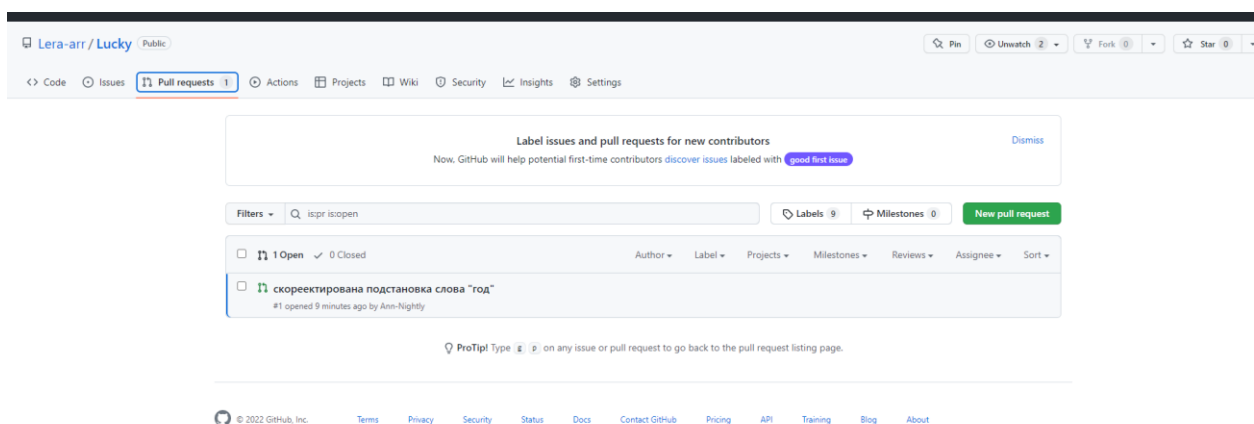 Lera-arr / Lucky Public Pin Unwatch 2 Fork 0 Star 0
<> Code Issues Pull requests 1 Actions Projects Wiki Security Insights Settings
Label issues and pull requests for new contributors Dismiss
Now, GitHub will help potential first-time contributors discover issues labeled with good first issue
Filters is:pr is:open Labels 9 Milestones 0 New pull request
1 Open 0 Closed Author Label Projects Milestones Reviews Assignee Sort
скореектирована подстановка слова "год"
#1 opened 9 minutes ago by Ann-Nightly
ProTip! Type g p on any issue or pull request to go back to the pull request listing page.
© 2022 GitHub, Inc. Terms Privacy Security Status Docs Contact GitHub Pricing API Training Blog About